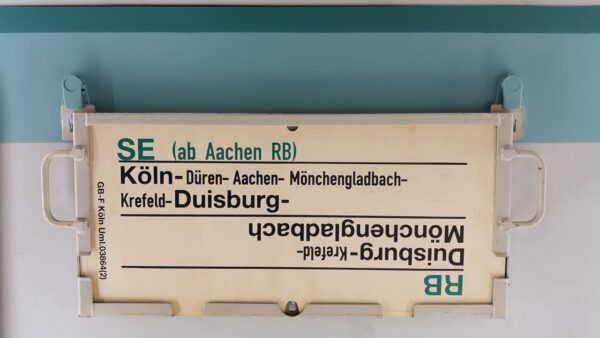 SE (ab Aachen RB)
Köln- Düren- Aachen- Mönchengladbach-
Krefeld- Duisburg-
GB-F Köln Uml.03864(2)
RB
Duisburg-Krefeld-
Mönchengladbach